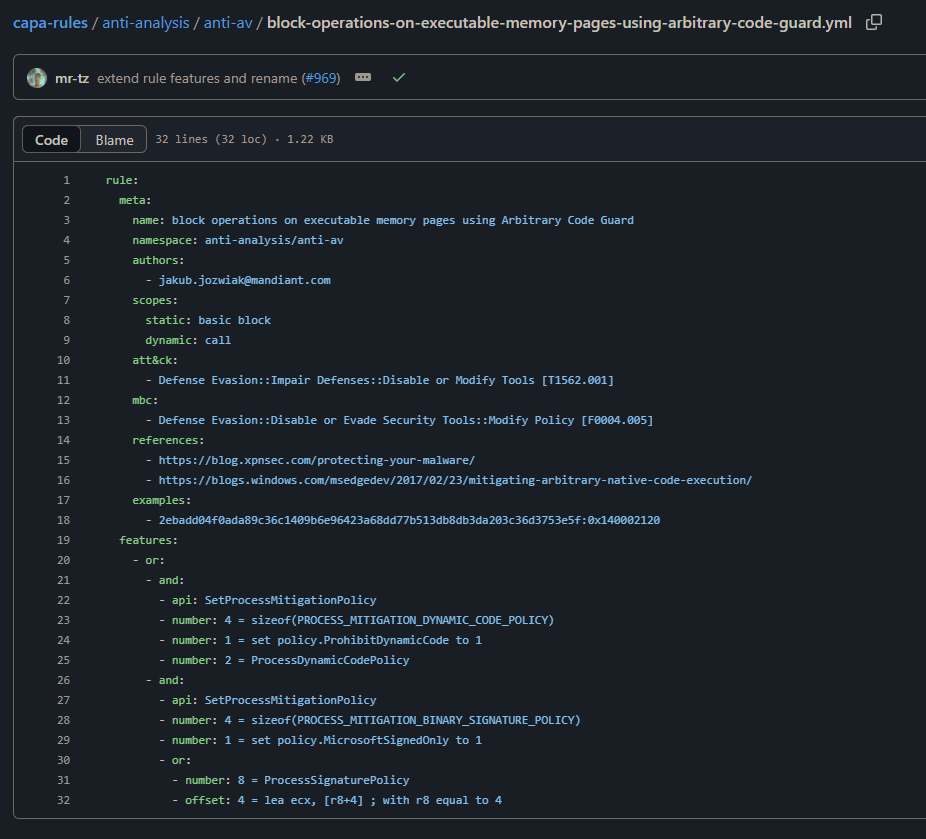 capa-rules / anti-analysis / anti-av / block-operations-on-executable-memory-pages-using-arbitrary-code-guard.yml
mr-tz extend rule features and rename (#969)
Code Blame 32 lines (32 loc) · 1.22 KB
1 rule:
2 meta:
3 name: block operations on executable memory pages using Arbitrary Code Guard
4 namespace: anti-analysis/anti-av
5 authors:
6 - jakub.jozwiak@mandiant.com
7 scopes:
8 static: basic block
9 dynamic: call
10 att&ck:
11 - Defense Evasion::Impair Defenses::Disable or Modify Tools [T1562.001]
12 mbc:
13 - Defense Evasion::Disable or Evade Security Tools::Modify Policy [F0004.005]
14 references:
15 - https://blog.xpnsec.com/protecting-your-malware/
16 - https://blogs.windows.com/msedgedev/2017/02/23/mitigating-arbitrary-native-code-execution/
17 examples:
18 - 2ebadd04f0ada89c36c1409b6e96423a68dd77b513db8db3da203c36d3753e5f:0x140002120
19 features:
20 - or:
21 - and:
22 - api: SetProcessMitigationPolicy
23 - number: 4 = sizeof(PROCESS_MITIGATION_DYNAMIC_CODE_POLICY)
24 - number: 1 = set policy.ProhibitDynamicCode to 1
25 - number: 2 = ProcessDynamicCodePolicy
26 - and:
27 - api: SetProcessMitigationPolicy
28 - number: 4 = sizeof(PROCESS_MITIGATION_BINARY_SIGNATURE_POLICY)
29 - number: 1 = set policy.MicrosoftSignedOnly to 1
30 - or:
31 - number: 8 = ProcessSignaturePolicy
32 - offset: 4 = lea ecx, [r8+4] ; with r8 equal to 4